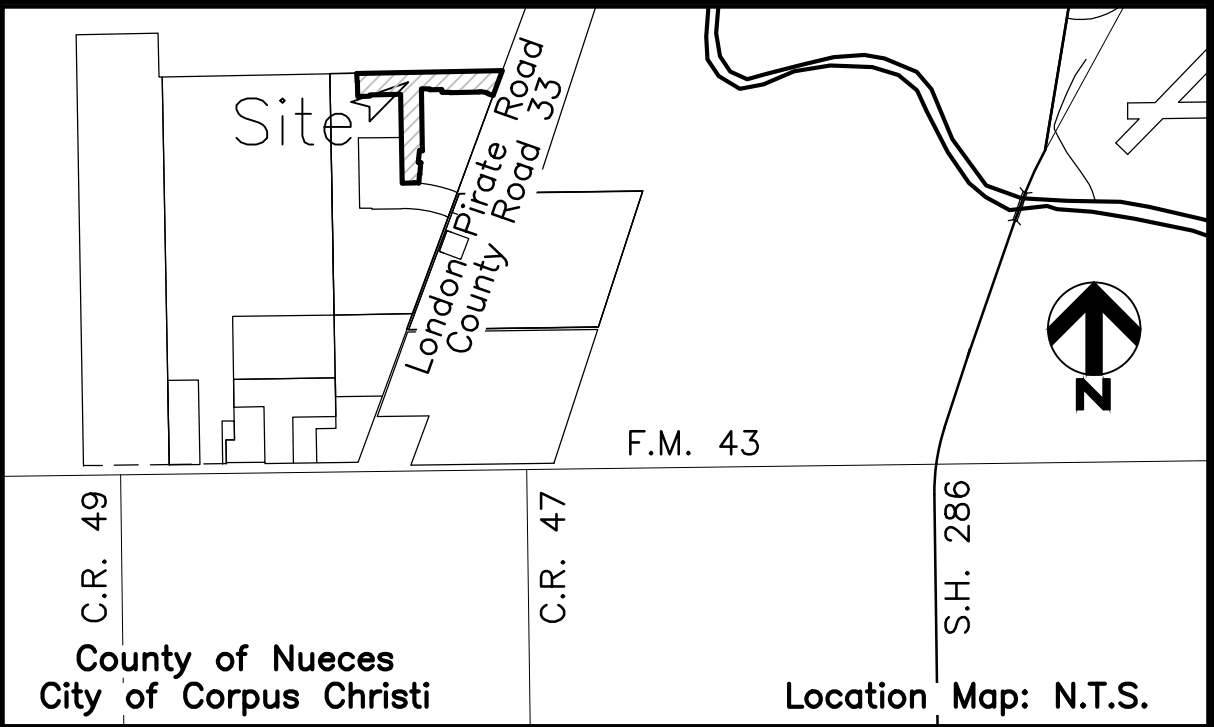 Site
London Pirate Road
County Road 33
N
F.M. 43
C.R. 49
C.R. 47
S.H. 286
County of Nueces
City of Corpus Christi
Location Map: N.T.S.